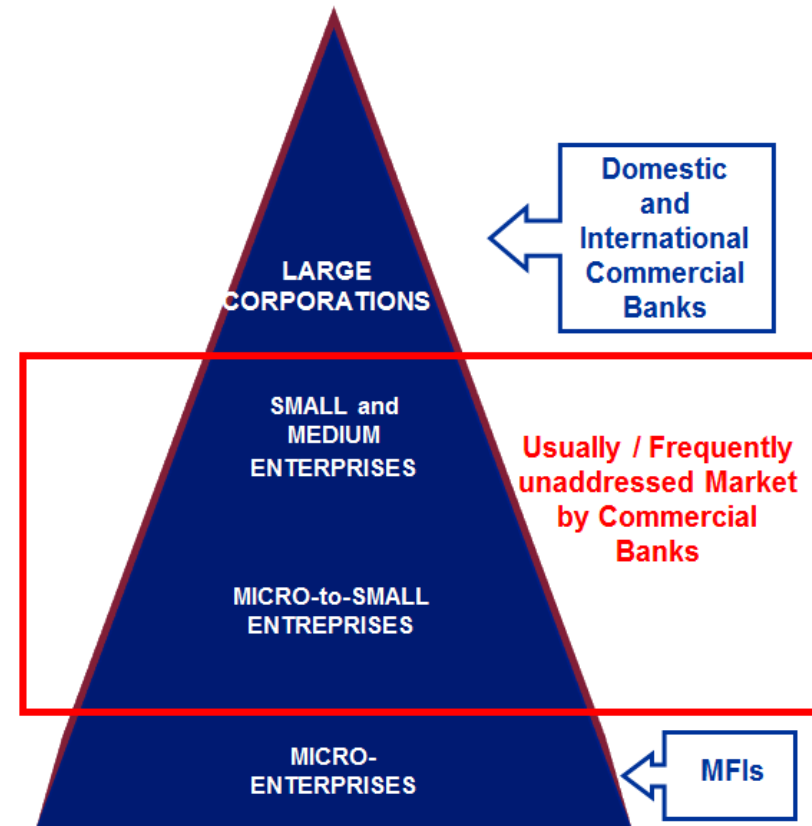 Domestic
and
International
Commercial
Banks
LARGE
CORPORATIONS
SMALL and
MEDIUM
ENTERPRISES
Usually / Frequently
unaddressed Market
by Commercial
Banks
MICRO-to-SMALL
ENTREPRISES
MICRO-
ENTERPRISES
MFIs